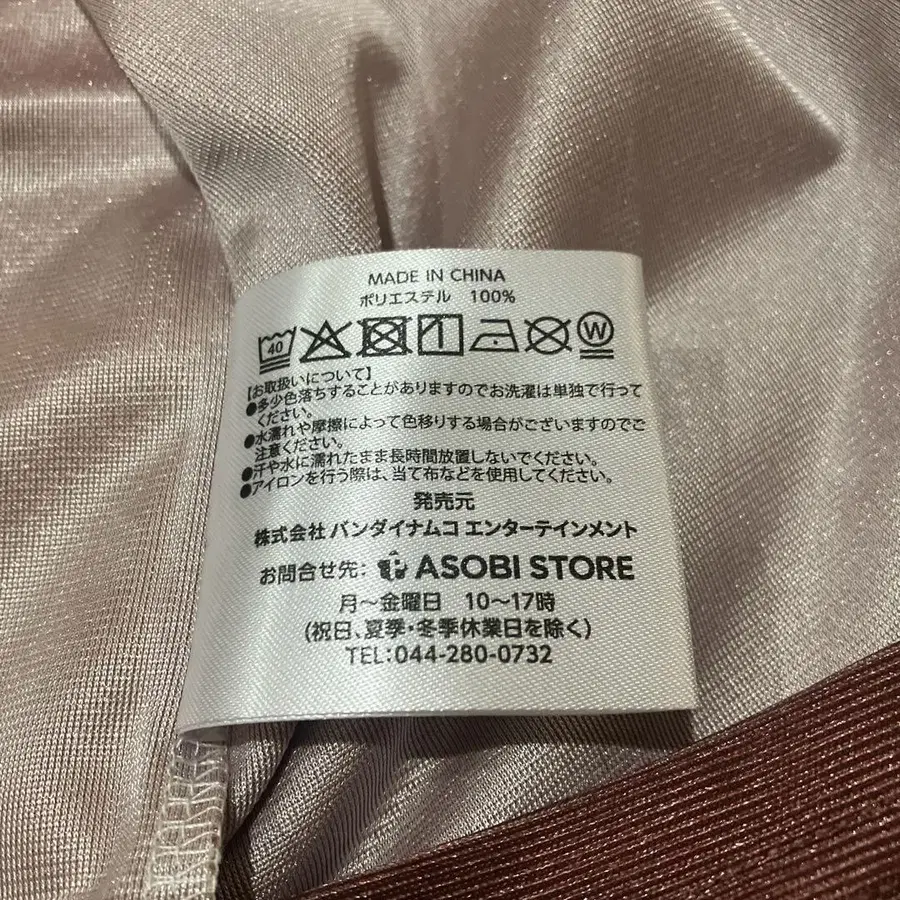 MADE IN CHINA
ポリエステル 100%
40
W
【お取扱いについて】
●多少色落ちすることがありますのでお洗濯は単独で行って
ください。
●水濡れや摩擦によって色移りする場合がございますのでご
注意ください。
●汗や水に濡れたまま長時間放置しないでください。
●アイロンを行う際は、当て布などを使用してください。
発売元
株式会社 バンダイナムコ エンターテインメント
お問合せ先: ASOBI STORE
月～金曜日 10～17時
(祝日、夏季・冬季休業日を除く)
TEL:044-280-0732